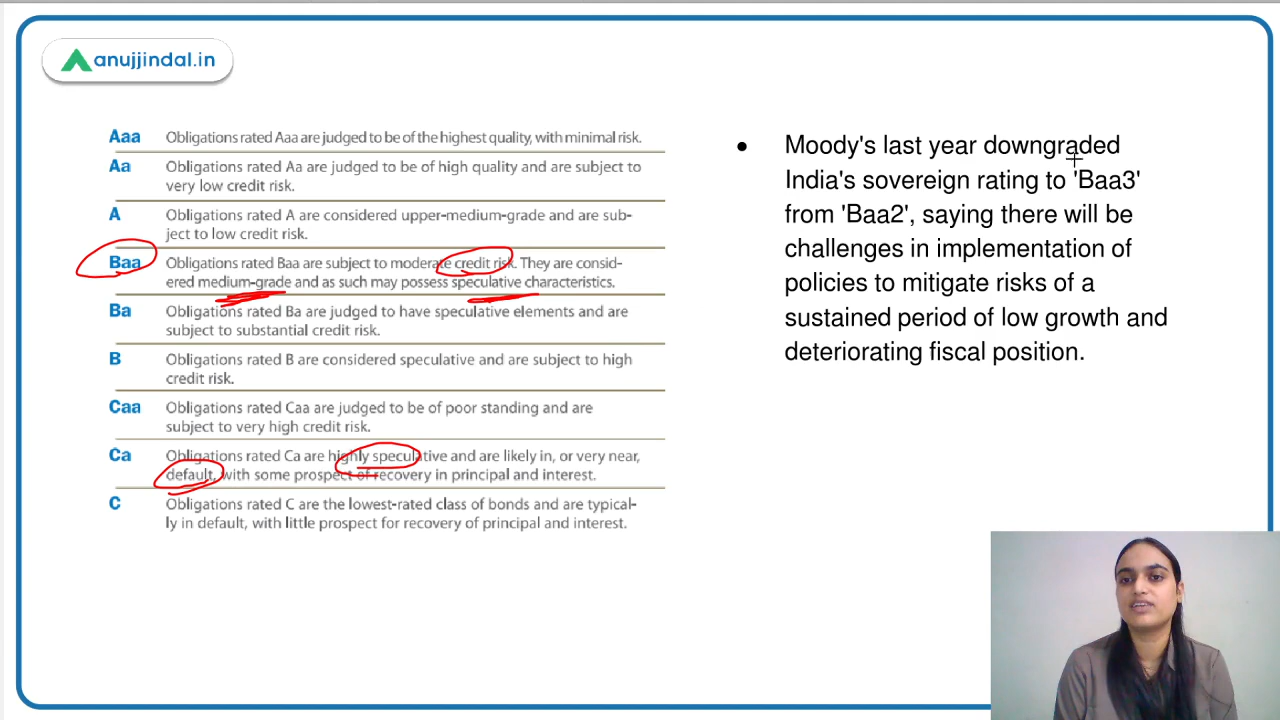 anujjindal.in
Aaa Obligations rated Aaa are judged to be of the highest quality, with minimal risk.
Aa Obligations rated Aa are judged to be of high quality and are subject to
very low credit risk.
A Obligations rated A are considered upper-medium-grade and are sub-
ject to low credit risk.
Baa Obligations rated Baa are subject to moderate credit risk. They are consid-
ered medium-grade and as such may possess speculative characteristics.
Ba Obligations rated Ba are judged to have speculative elements and are
subject to substantial credit risk.
B Obligations rated B are considered speculative and are subject to high
credit risk.
Caa Obligations rated Caa are judged to be of poor standing and are
subject to very high credit risk.
Ca Obligations rated Ca are highly speculative and are likely in, or very near,
default, with some prospect of recovery in principal and interest.
C Obligations rated C are the lowest-rated class of bonds and are typical-
ly in default, with little prospect for recovery of principal and interest.
• Moody's last year downgraded
India's sovereign rating to 'Baa3'
from 'Baa2', saying there will be
challenges in implementation of
policies to mitigate risks of a
sustained period of low growth and
deteriorating fiscal position.